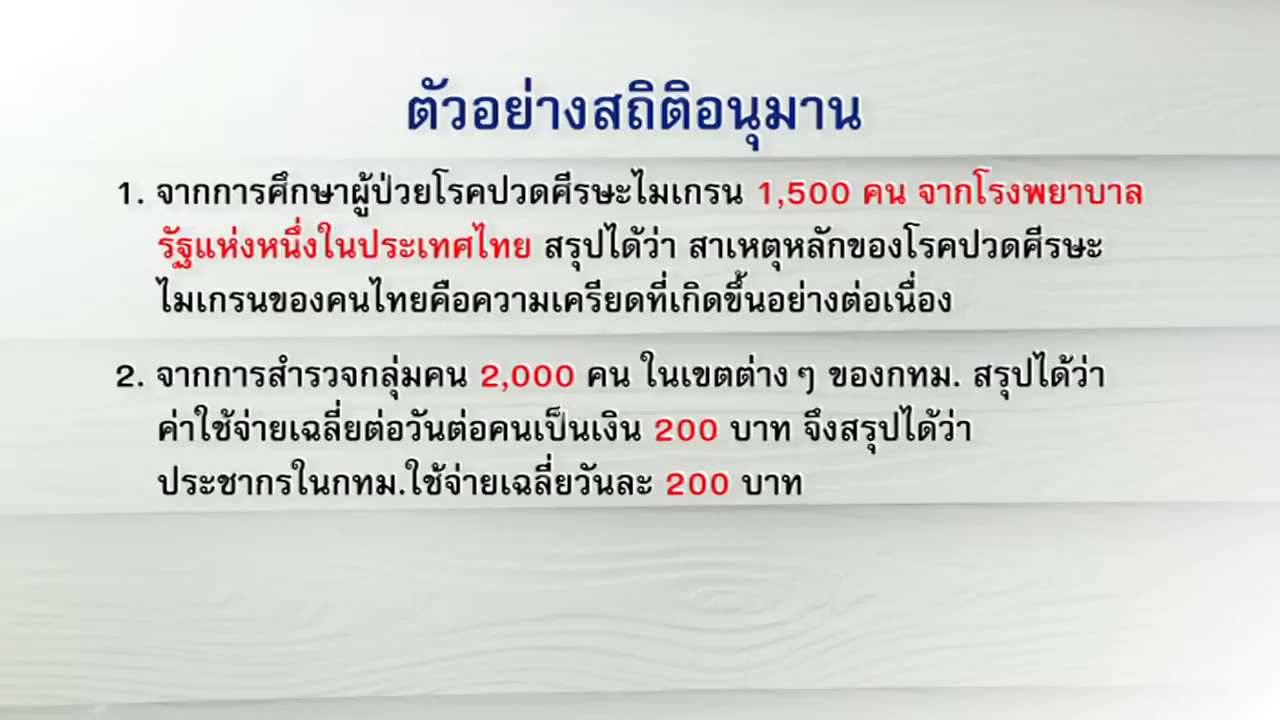 ตัวอย่างสถิติอนุมาน
1. จากการศึกษาผู้ป่วยโรคปวดศีรษะไมเกรน 1,500 คน จากโรงพยาบาล
รัฐแห่งหนึ่งในประเทศไทย สรุปได้ว่า สาเหตุหลักของโรคปวดศีรษะ
ไมเกรนของคนไทยคือความเครียดที่เกิดขึ้นอย่างต่อเนื่อง
2. จากการสำรวจกลุ่มคน 2,000 คน ในเขตต่าง ๆ ของกทม. สรุปได้ว่า
ค่าใช้จ่ายเฉลี่ยต่อวันต่อคนเป็นเงิน 200 บาท จึงสรุปได้ว่า
ประชากรในกทม.ใช้จ่ายเฉลี่ยวันละ 200 บาท